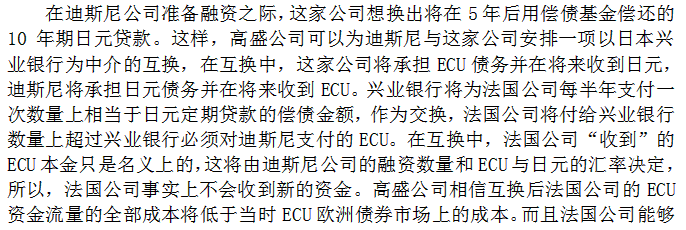 在迪斯尼公司准备融资之际，这家公司想换出将在 5 年后用偿债基金偿还的
10 年期日元贷款。这样，高盛公司可以为迪斯尼与这家公司安排一项以日本兴
业银行为中介的互换，在互换中，这家公司将承担 ECU 债务并在将来收到日元，
迪斯尼将承担日元债务并在将来收到 ECU。兴业银行将为法国公司每半年支付一
次数量上相当于日元定期贷款的偿债金额，作为交换，法国公司将付给兴业银行
数量上超过兴业银行必须对迪斯尼支付的 ECU。在互换中，法国公司“收到”的
ECU 本金只是名义上的，这将由迪斯尼公司的融资数量和 ECU 与日元的汇率决定，
所以，法国公司事实上不会收到新的资金。高盛公司相信互换后法国公司的 ECU
资金流量的全部成本将低于当时 ECU 欧洲债券市场上的成本。而且法国公司能够